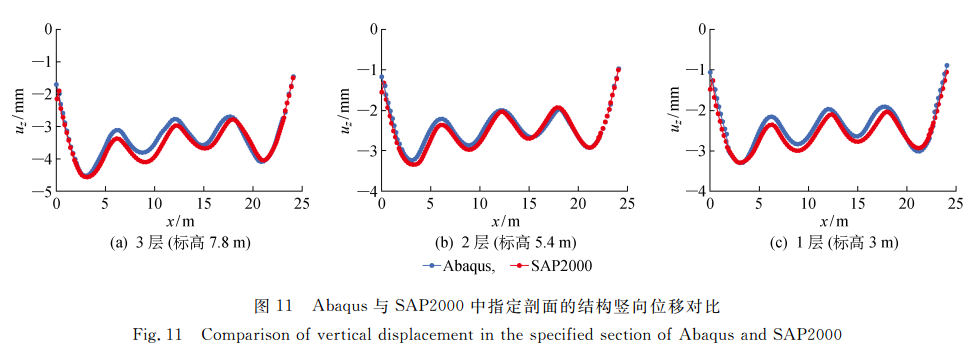 0
−1
−2
−3
−4
−5
u_z/mm
0 5 10 15 20 25
x/m
(a) 3 层 (标高 7.8 m)
0
−1
−2
−3
−4
u_z/mm
0 5 10 15 20 25
x/m
(b) 2 层 (标高 5.4 m)
0
−1
−2
−3
−4
u_z/mm
0 5 10 15 20 25
x/m
(c) 1 层 (标高 3 m)
Abaqus, SAP2000
图 11 Abaqus 与 SAP2000 中指定剖面的结构竖向位移对比
Fig. 11 Comparison of vertical displacement in the specified section of Abaqus and SAP2000